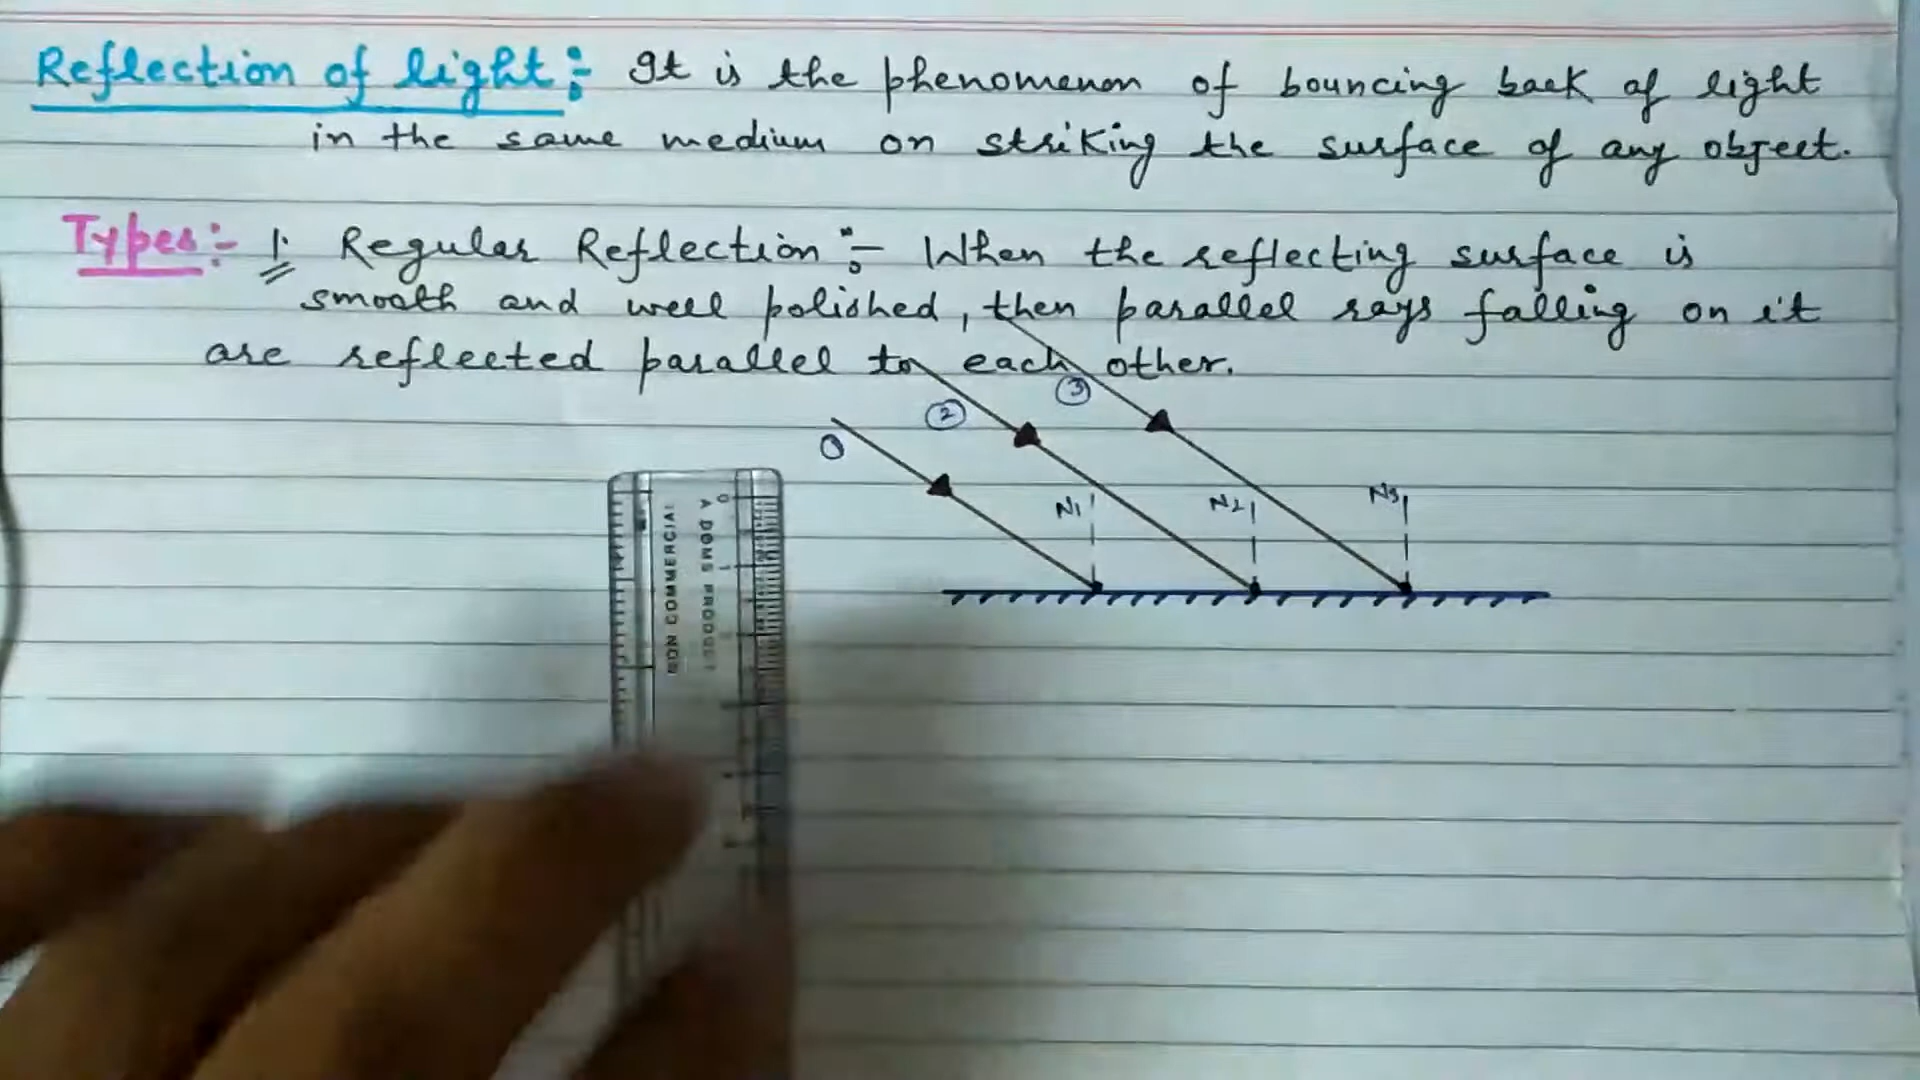 Reflection of light:- It is the phenomenon of bouncing back of light
in the same medium on striking the surface of any object.
Types:- 1. Regular Reflection:- When the reflecting surface is
smooth and well polished, then parallel rays falling on it
are reflected parallel to each other.
1 2 3
N1 N2 N3
NON COMMERCIAL
A DOMS PRODUCT
0
1